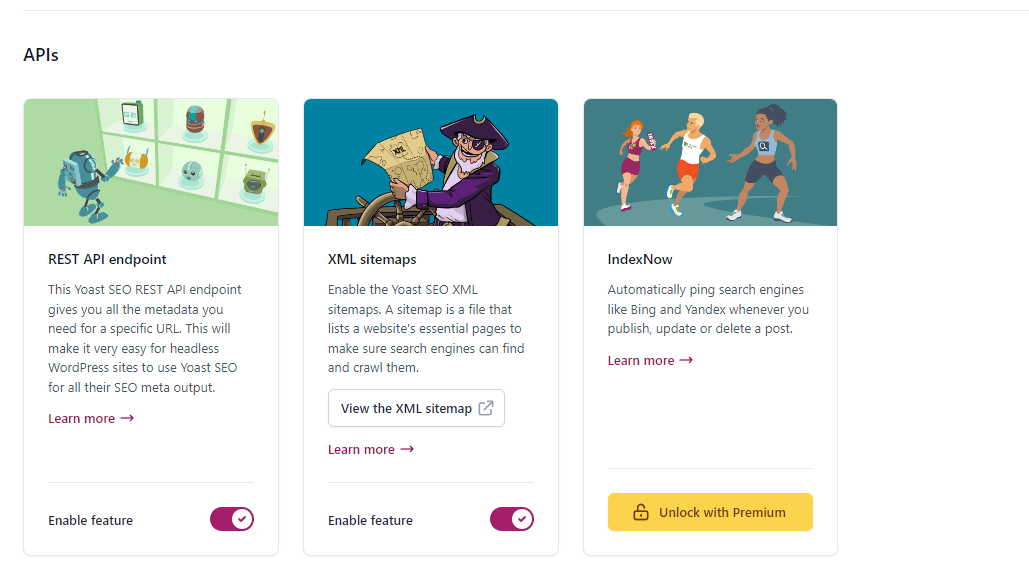 APIs
XML
REST API endpoint
This Yoast SEO REST API endpoint
gives you all the metadata you
need for a specific URL. This will
make it very easy for headless
WordPress sites to use Yoast SEO
for all their SEO meta output.
Learn more →
Enable feature
XML sitemaps
Enable the Yoast SEO XML
sitemaps. A sitemap is a file that
lists a website's essential pages to
make sure search engines can find
and crawl them.
View the XML sitemap
Learn more →
Enable feature
IndexNow
Automatically ping search engines
like Bing and Yandex whenever you
publish, update or delete a post.
Learn more →
Unlock with Premium